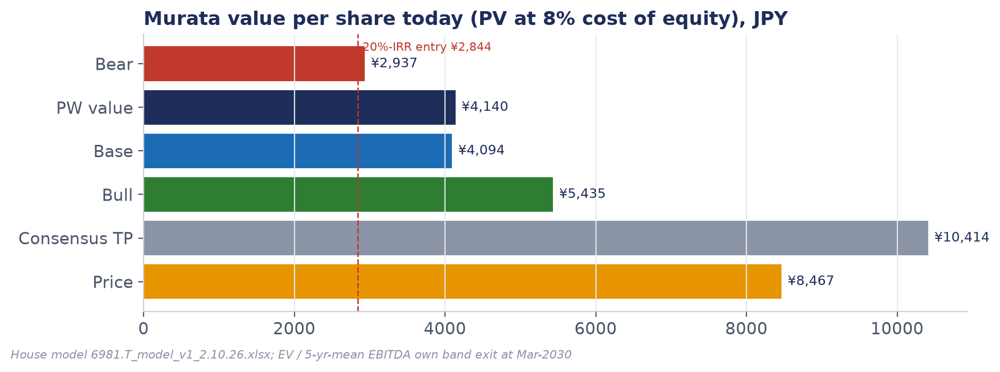 Murata value per share today (PV at 8% cost of equity), JPY
20%-IRR entry ¥2,844
Bear ¥2,937
PW value ¥4,140
Base ¥4,094
Bull ¥5,435
Consensus TP ¥10,414
Price ¥8,467
0 2000 4000 6000 8000 10000
House model 6981.T_model_v1_2.10.26.xlsx; EV / 5-yr-mean EBITDA own band exit at Mar-2030